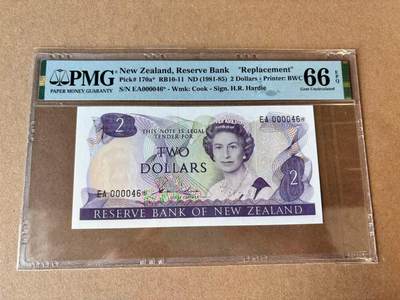 PMG
PAPER MONEY GUARANTY
New Zealand, Reserve Bank "Replacement"
Pick# 170a* RB10-11 ND (1981-85) 2 Dollars - Printer: BWC
S/N EA000046* - Wmk: Cook - Sign. H.R. Hardie
66 EPQ
Gem Uncirculated
2
THIS NOTE IS LEGAL
TENDER FOR
EA 000046*
TWO
DOLLARS
2
EA 000046*
RESERVE BANK OF NEW ZEALAND